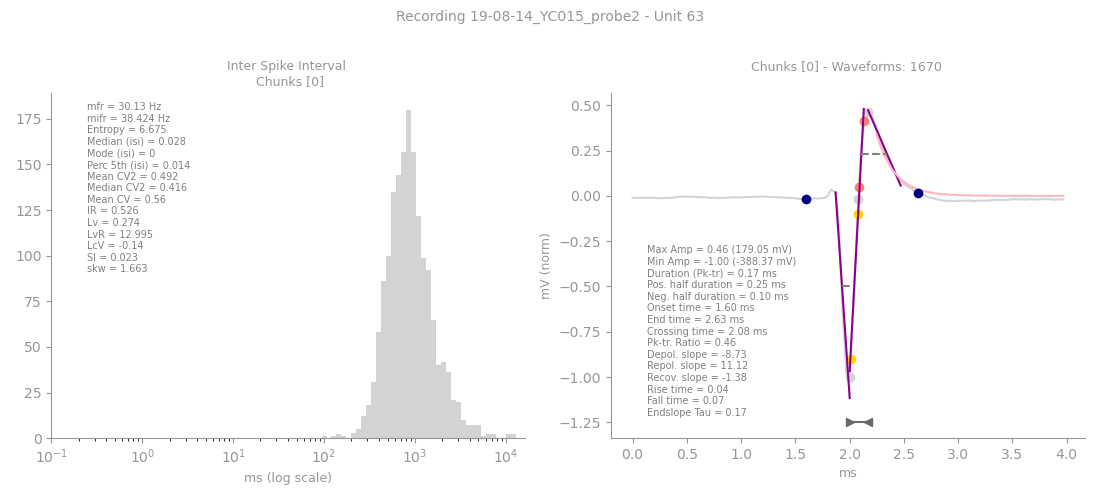 Recording 19-08-14_YC015_probe2 - Unit 63
Inter Spike Interval
Chunks [0]
mfr = 30.13 Hz
mifr = 38.424 Hz
Entropy = 6.675
Median (isi) = 0.028
Mode (isi) = 0
Perc 5th (isi) = 0.014
Mean CV2 = 0.492
Median CV2 = 0.416
Mean CV = 0.56
IR = 0.526
Lv = 0.274
LvR = 12.995
LcV = -0.14
SI = 0.023
skw = 1.663
175
150
125
100
75
50
25
0
10⁻¹ 10⁰ 10¹ 10² 10³ 10⁴
ms (log scale)
Chunks [0] - Waveforms: 1670
0.50
0.25
0.00
−0.25
−0.50
−0.75
−1.00
−1.25
mV (norm)
Max Amp = 0.46 (179.05 mV)
Min Amp = -1.00 (-388.37 mV)
Duration (Pk-tr) = 0.17 ms
Pos. half duration = 0.25 ms
Neg. half duration = 0.10 ms
Onset time = 1.60 ms
End time = 2.63 ms
Crossing time = 2.08 ms
Pk-tr. Ratio = 0.46
Depol. slope = -8.73
Repol. slope = 11.12
Recov. slope = -1.38
Rise time = 0.04
Fall time = 0.07
Endslope Tau = 0.17
0.0 0.5 1.0 1.5 2.0 2.5 3.0 3.5 4.0
ms